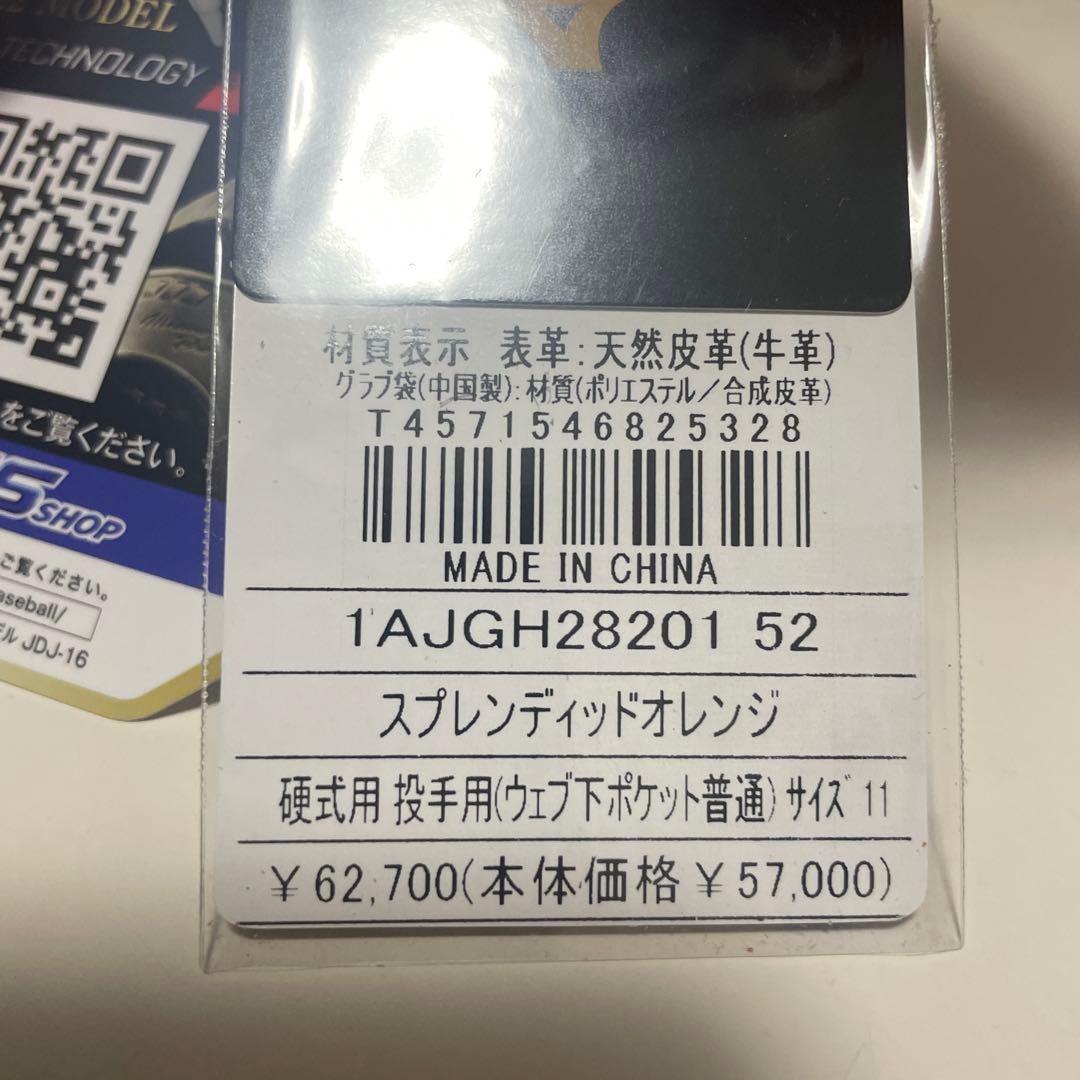 MODEL
TECHNOLOGY
をご覧ください。
SHOP
ご覧ください。
aseball/
JDJ-16
材質表示 表革:天然皮革(牛革)
グラブ袋(中国製):材質(ポリエステル/合成皮革)
T4571546825328
MADE IN CHINA
1AJGH28201 52
スプレンディッドオレンジ
硬式用 投手用(ウェブ下ポケット普通)サイズ11
¥62,700(本体価格¥57,000)